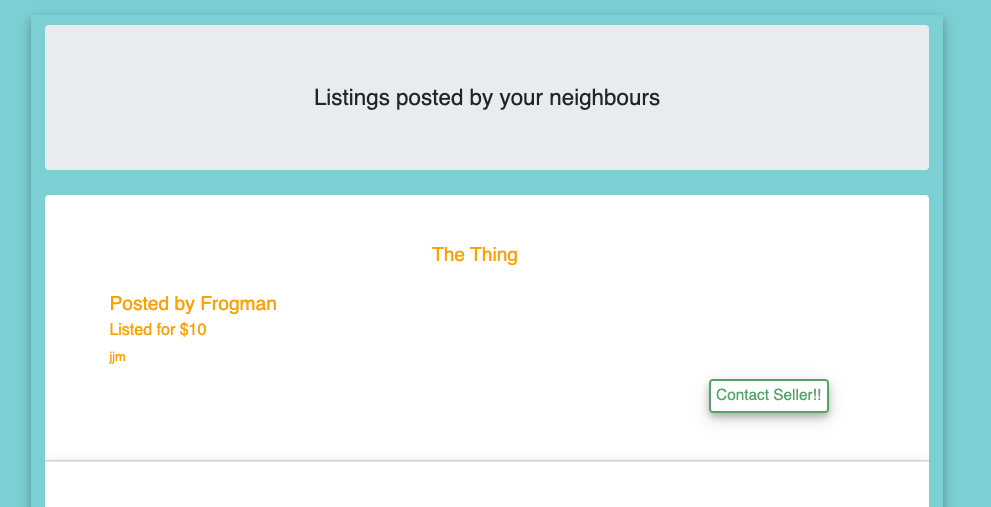 Listings posted by your neighbours
The Thing
Posted by Frogman
Listed for $10
jjm
Contact Seller!!